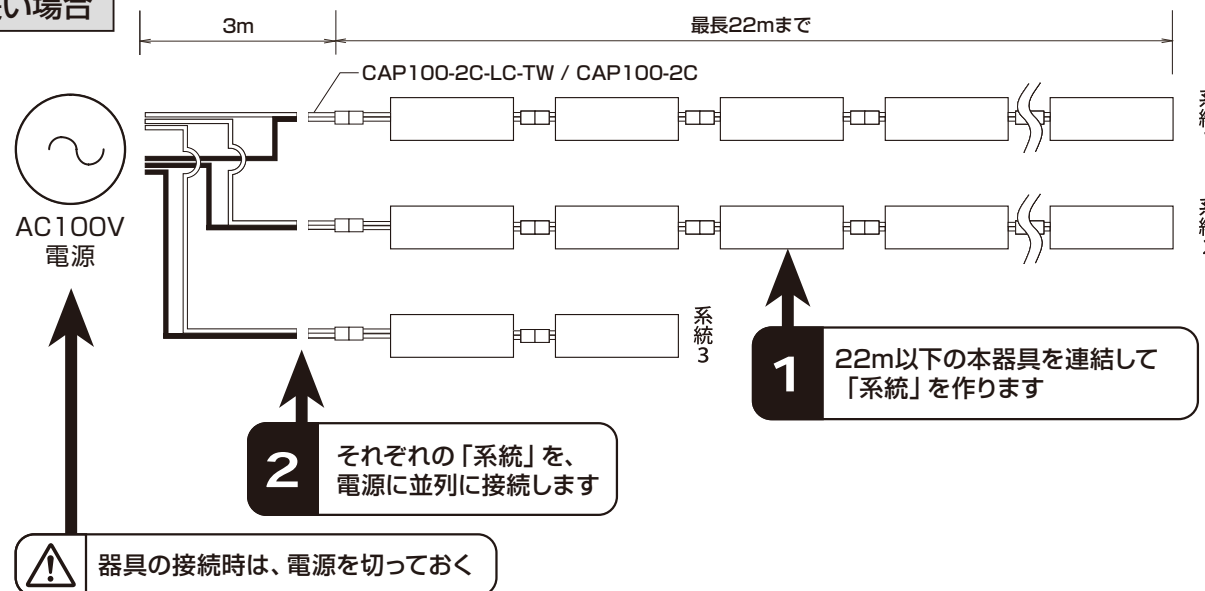 い場合
3m
最長22mまで
CAP100-2C-LC-TW / CAP100-2C
系統
AC100V
電源
系統
系統3
1
22m以下の本器具を連結して
「系統」を作ります
2
それぞれの「系統」を、
電源に並列に接続します
器具の接続時は、電源を切っておく